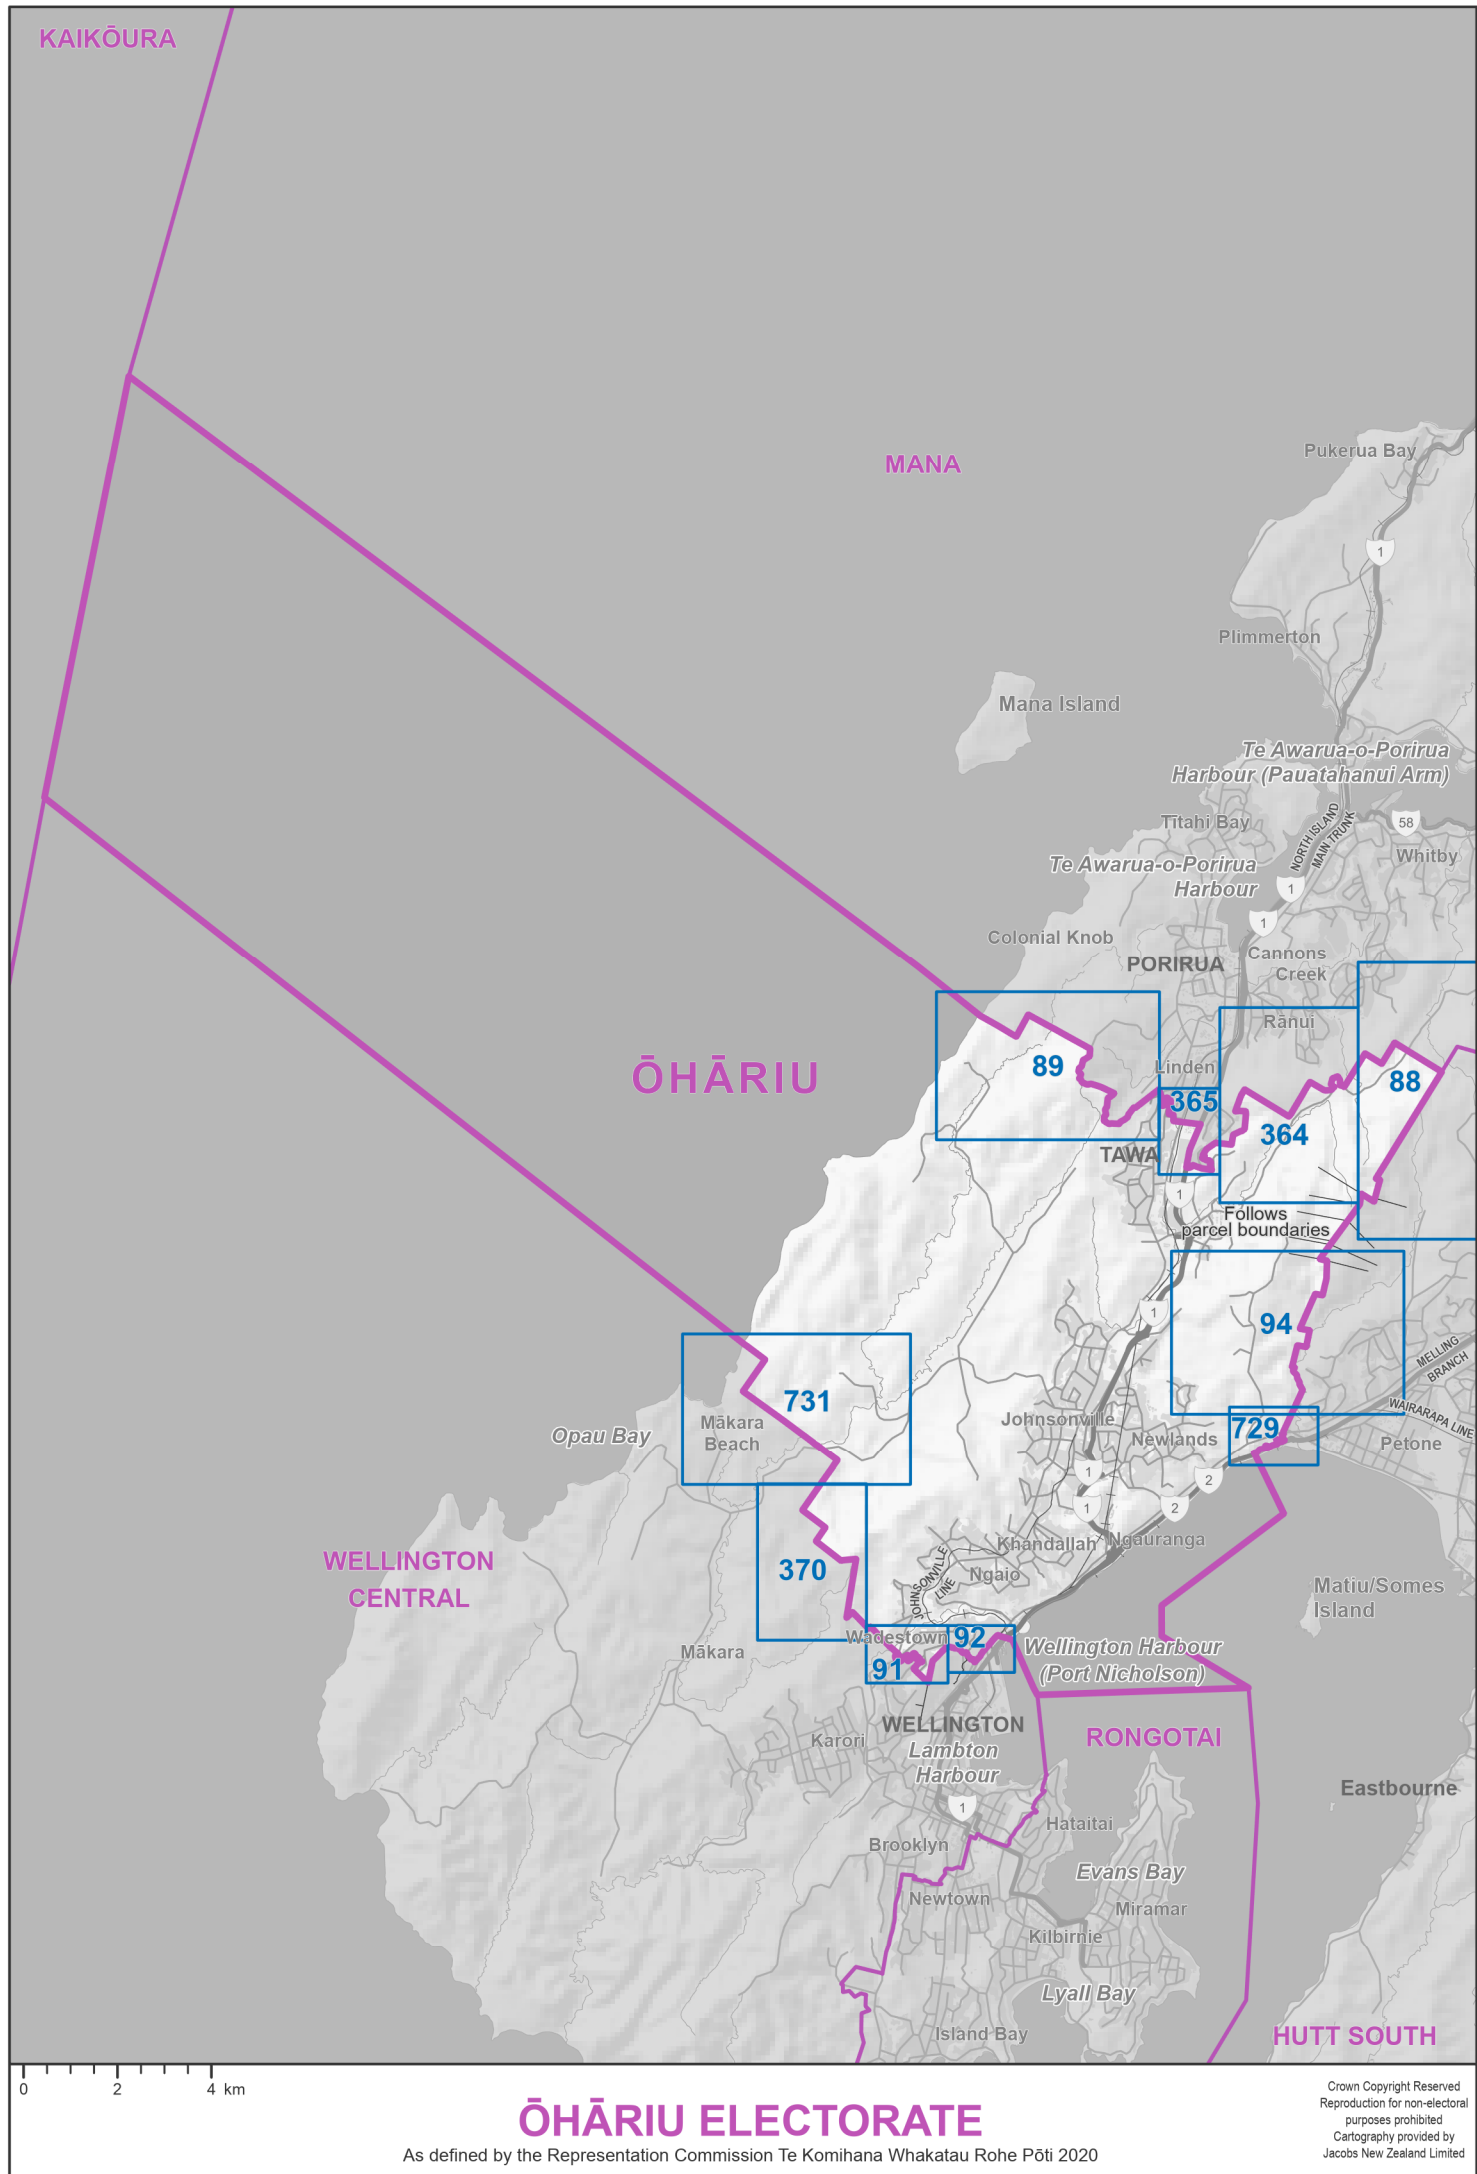 KAIKŌURA
MANA
Pukerua Bay
1
Plimmerton
Mana Island
Te Awarua-o-Porirua
Harbour (Pauatahanui Arm)
Tītahi Bay
NORTH ISLAND
MAIN TRUNK
58
Whitby
Te Awarua-o-Porirua
Harbour
1
1
Colonial Knob
PORIRUA
Cannons
Creek
Rānui
ŌHĀRIU
89
Linden
365
88
364
TAWA
1
Follows
parcel boundaries
1
94
MELLING
BRANCH
731
WAIRARAPA LINE
Mākara
Beach
Opau Bay
Johnsonville
Newlands
729
Petone
1
2
1
2
Khandallah
Ngauranga
WELLINGTON
CENTRAL
370
JOHNSONVILLE
LINE
Ngaio
Matiu/Somes
Island
Wadestown
92
Wellington Harbour
(Port Nicholson)
Mākara
91
WELLINGTON
Karori
Lambton
Harbour
RONGOTAI
Eastbourne
1
Hataitai
Brooklyn
Evans Bay
Newtown
Miramar
Kilbirnie
Lyall Bay
Island Bay
HUTT SOUTH
0 2 4 km
ŌHĀRIU ELECTORATE
As defined by the Representation Commission Te Komihana Whakatau Rohe Pōti 2020
Crown Copyright Reserved
Reproduction for non-electoral
purposes prohibited
Cartography provided by
Jacobs New Zealand Limited